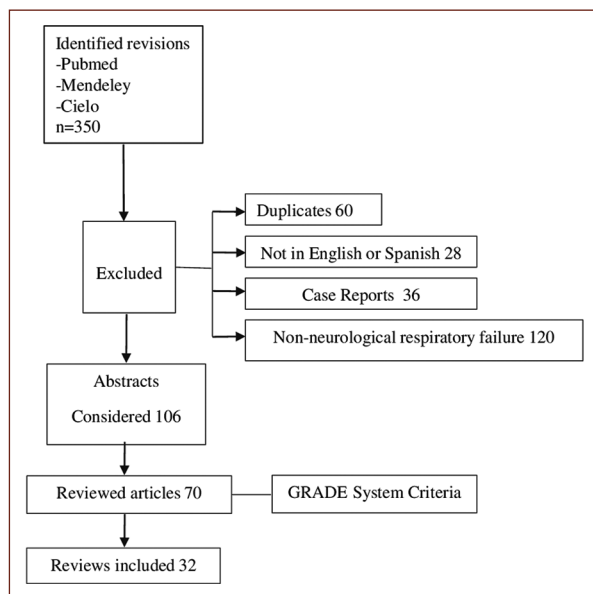 Identified revisions
-Pubmed
-Mendeley
-Cielo
n=350
Excluded
Duplicates 60
Not in English or Spanish 28
Case Reports 36
Non-neurological respiratory failure 120
Abstracts
Considered 106
Reviewed articles 70
GRADE System Criteria
Reviews included 32